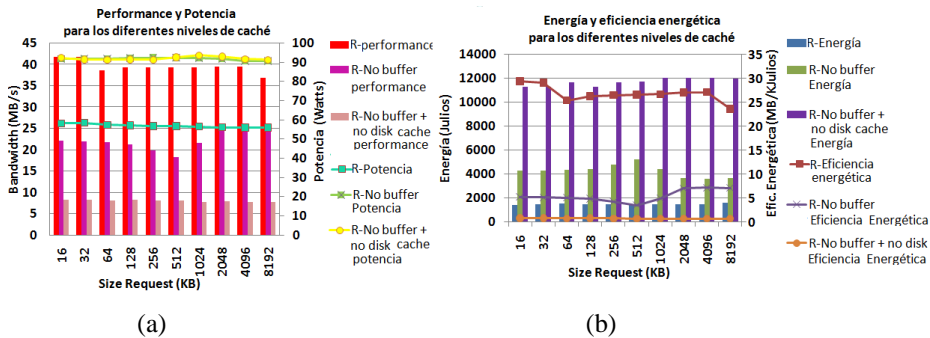 Performance y Potencia
para los diferentes niveles de caché
45
40
35
30
25
20
15
10
5
0
Bandwidth (MB/s)
100
90
80
70
60
50
40
30
20
10
0
Potencia (Watts)
16
32
64
128
256
512
1024
2048
4096
8192
Size Request (KB)
R-performance
R-No buffer
performance
R-No buffer +
no disk cache
performance
R-Potencia
R-No buffer
Potencia
R-No buffer +
no disk cache
potencia
(a)
Energía y eficiencia energética
para los diferentes niveles de caché
14000
12000
10000
8000
6000
4000
2000
0
Energía (Julios)
35
30
25
20
15
10
5
0
Efic. Energética (MB/KJulios)
16
32
64
128
256
512
1024
2048
4096
8192
Size Request (KB)
R-Energía
R-No buffer
Energía
R-No buffer +
no disk cache
Energía
R-Eficiencia
energética
R-No buffer
Eficiencia Energética
R-No buffer + no disk
Eficiencia Energética
(b)